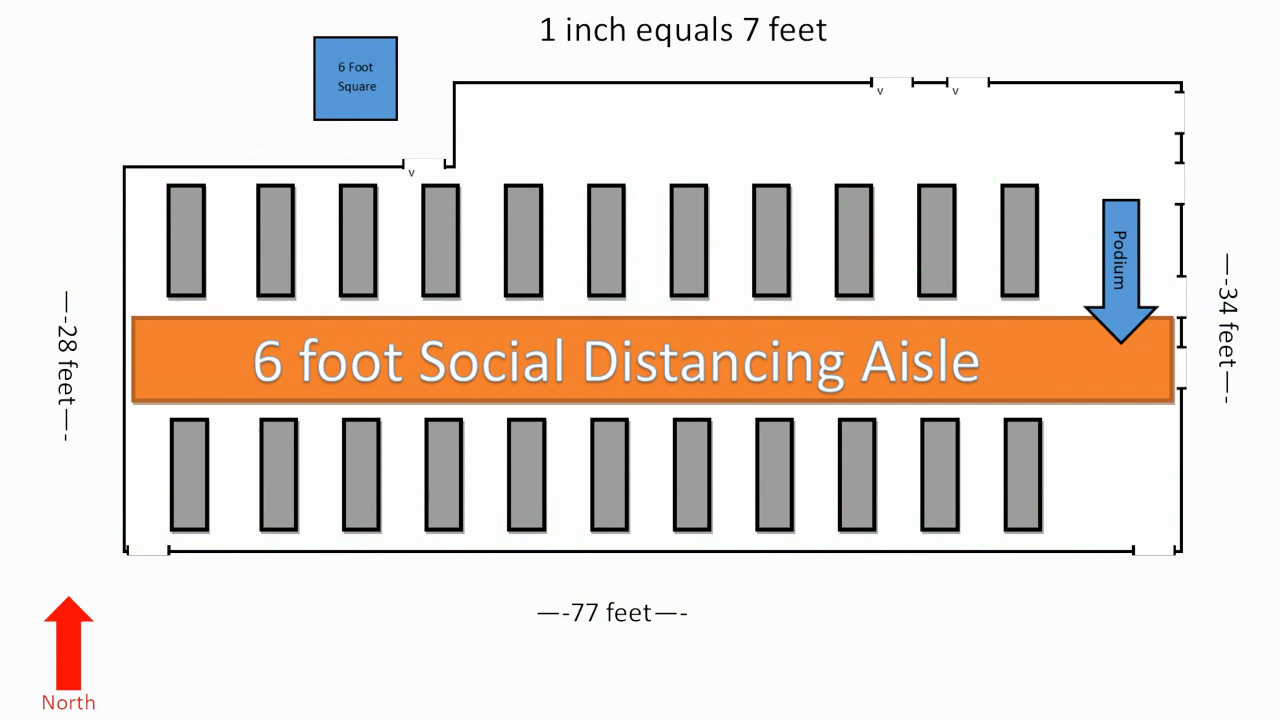 1 inch equals 7 feet
6 Foot
Square
v
v
v
Podium
—-34 feet—-
—-28 feet—-
6 foot Social Distancing Aisle
—-77 feet—-
North